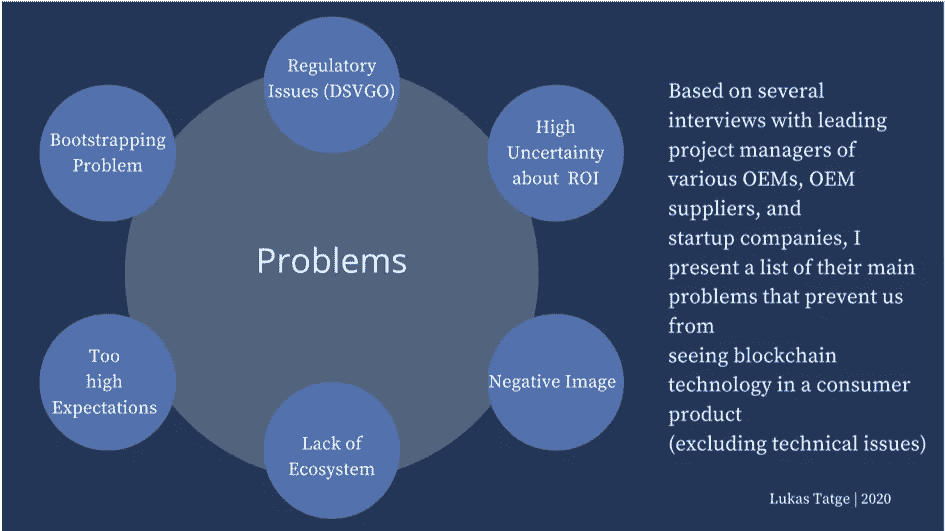 Regulatory
Issues (DSVGO)
Bootstrapping
Problem
High
Uncertainty
about ROI
Problems
Too
high
Expectations
Negative Image
Lack of
Ecosystem
Based on several
interviews with leading
project managers of
various OEMs, OEM
suppliers, and
startup companies, I
present a list of their main
problems that prevent us
from
seeing blockchain
technology in a consumer
product
(excluding technical issues)
Lukas Tatge | 2020